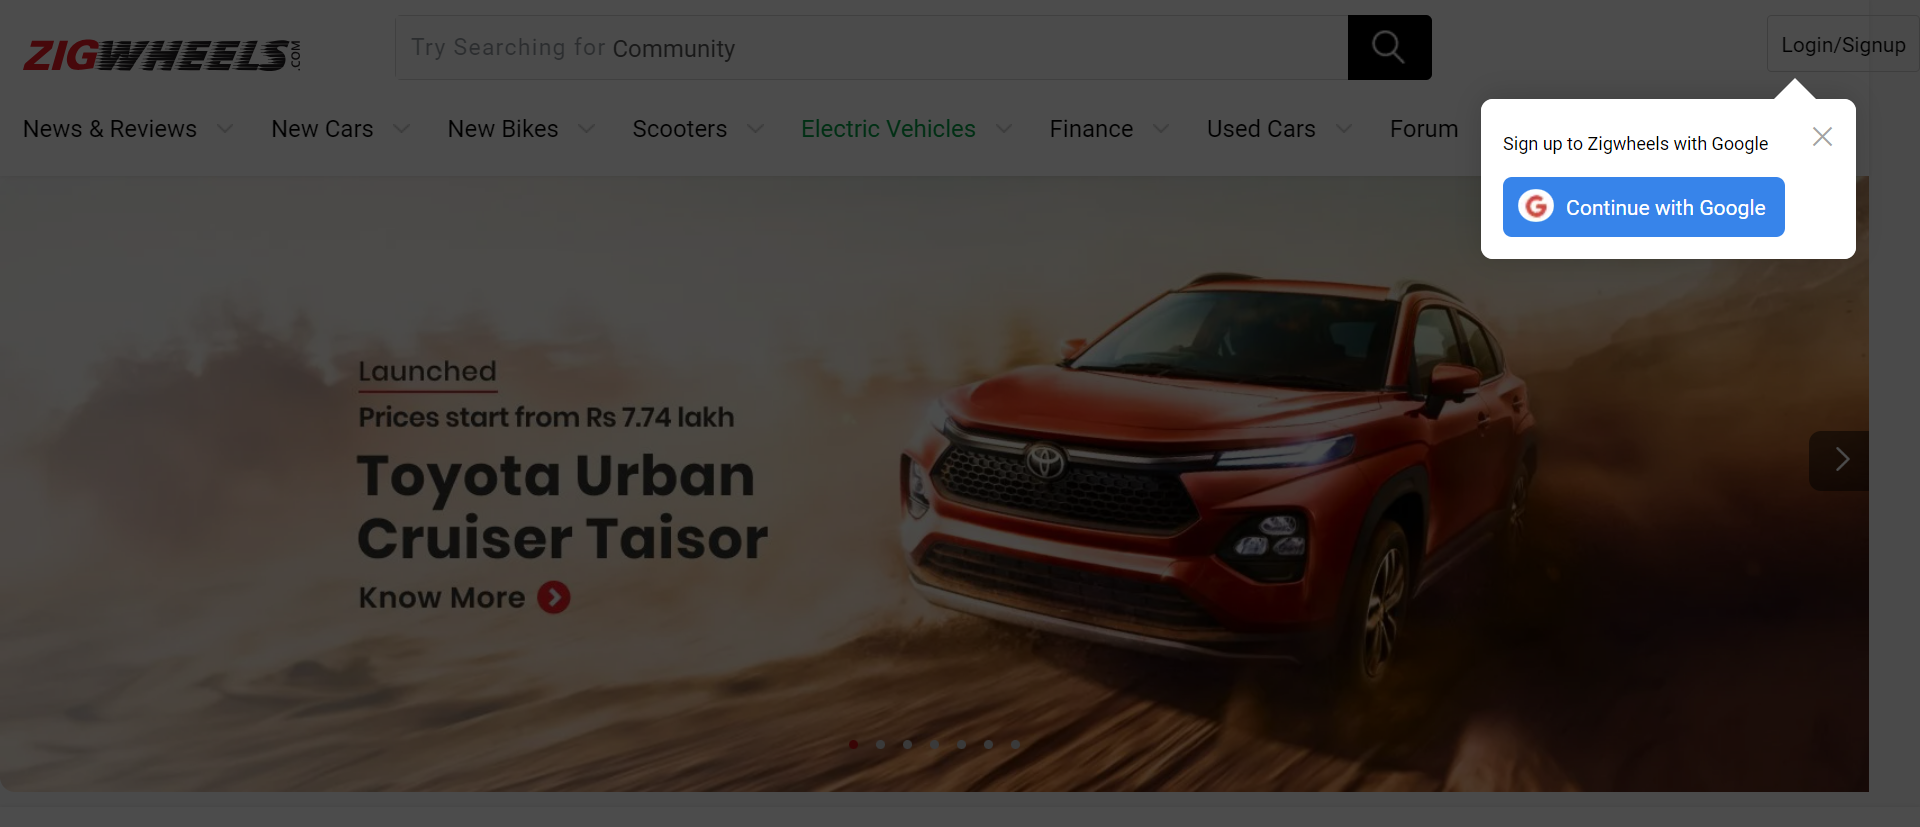 ZIGWHEELS.COM
Try Searching for Community
Login/Signup
News & Reviews
New Cars
New Bikes
Scooters
Electric Vehicles
Finance
Used Cars
Forum
Sign up to Zigwheels with Google
G Continue with Google
Launched
Prices start from Rs 7.74 lakh
Toyota Urban
Cruiser Taisor
Know More